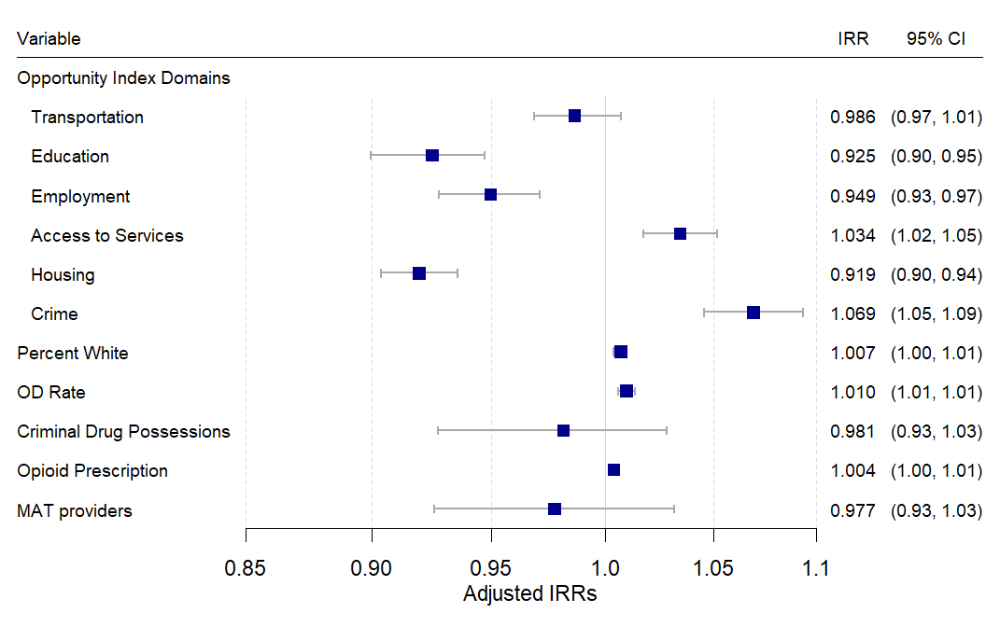 Variable IRR 95% CI
Opportunity Index Domains
Transportation 0.986 (0.97, 1.01)
Education 0.925 (0.90, 0.95)
Employment 0.949 (0.93, 0.97)
Access to Services 1.034 (1.02, 1.05)
Housing 0.919 (0.90, 0.94)
Crime 1.069 (1.05, 1.09)
Percent White 1.007 (1.00, 1.01)
OD Rate 1.010 (1.01, 1.01)
Criminal Drug Possessions 0.981 (0.93, 1.03)
Opioid Prescription 1.004 (1.00, 1.01)
MAT providers 0.977 (0.93, 1.03)
0.85 0.90 0.95 1.0 1.05 1.1
Adjusted IRRs